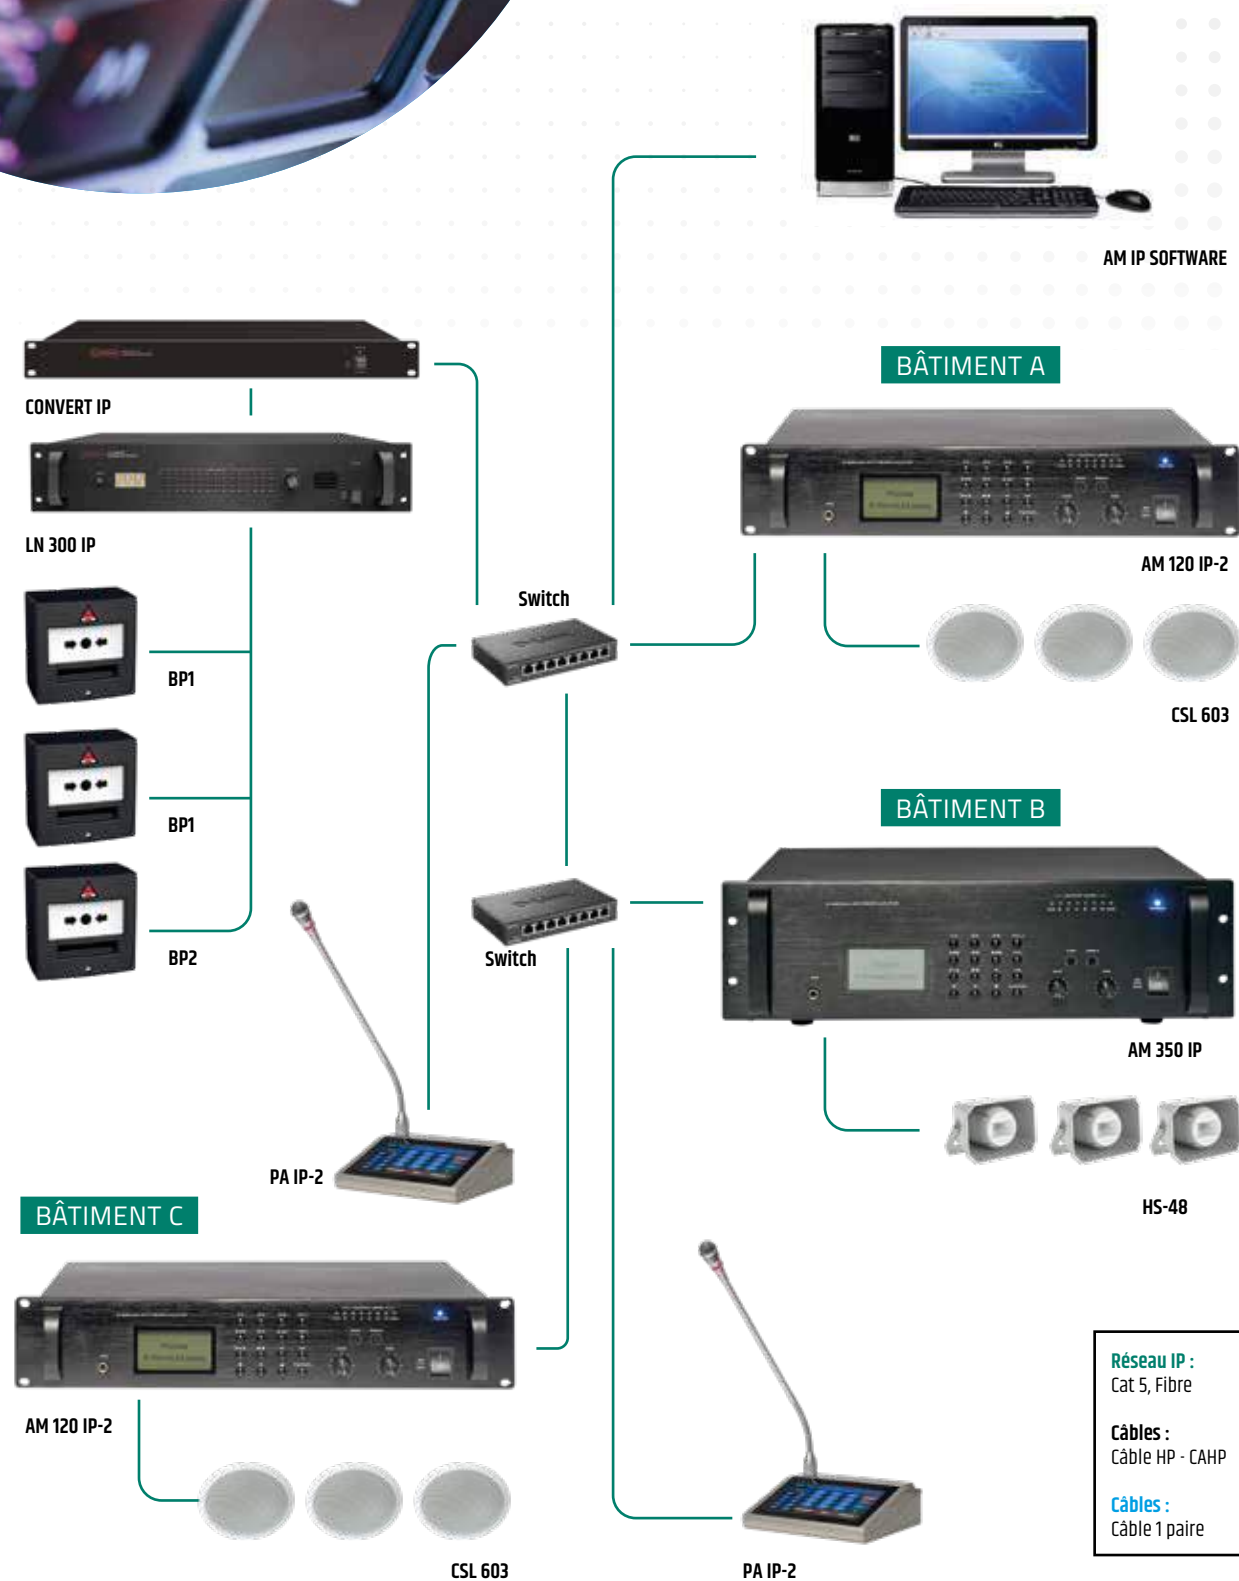 AM IP SOFTWARE
BÂTIMENT A
CONVERT IP
LN 300 IP
AM 120 IP-2
Switch
BP1
CSL 603
BÂTIMENT B
BP1
BP2
Switch
AM 350 IP
PA IP-2
HS-48
BÂTIMENT C
AM 120 IP-2
CSL 603
PA IP-2
Réseau IP :
Cat 5, Fibre
Câbles :
Câble HP - CAHP
Câbles :
Câble 1 paire